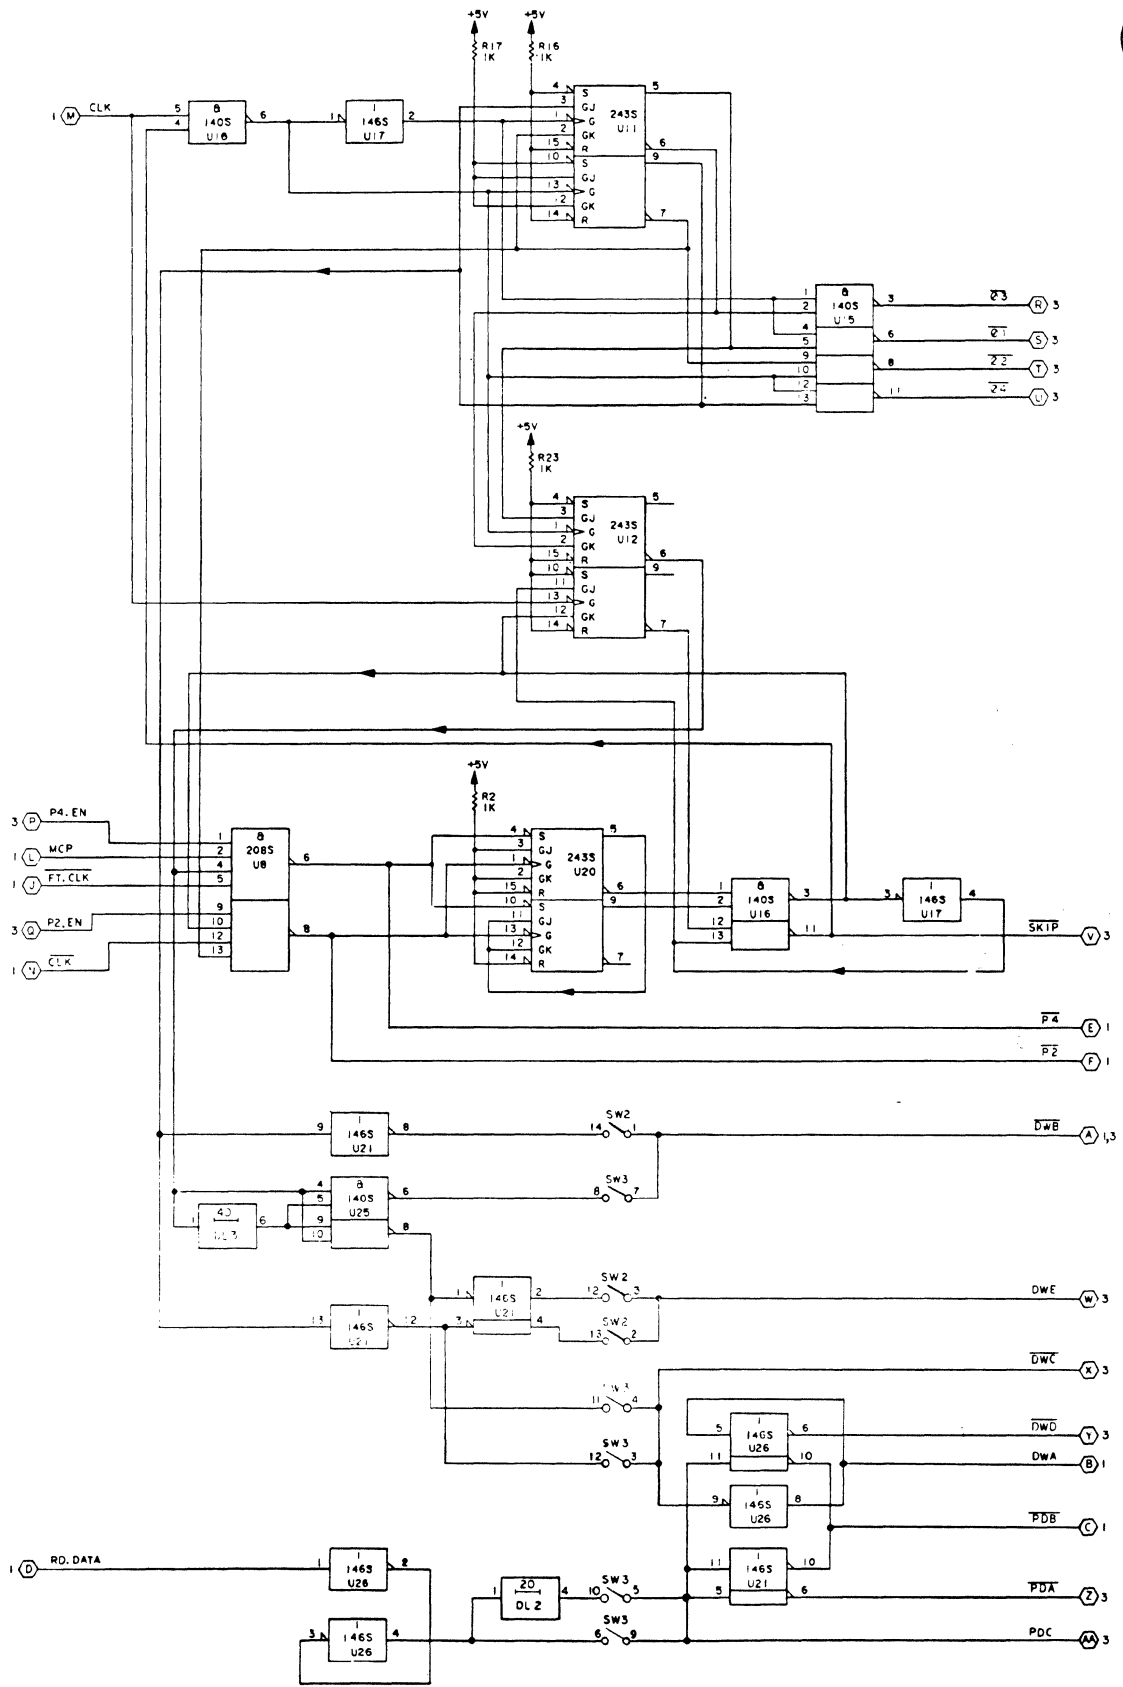 +5V +5V
R17 1K R16 1K
1 M CLK
5 4 & 140S U18 6
1 1 146S U17 2
4 S 5
3 GJ 243S
1 G U11
2 GK
15 R 6
10 S 9
GJ
13 G
12 GK
14 R 7
1 & 3 R 3
2 140S
U15
4 6 S 3
5
9 8 T 3
10
12 11 U 3
13
+5V
R23 1K
4 S 5
3 GJ 243S
1 G U12
2 GK
15 R 6
10 S 9
11 GJ
13 G
12 GK
14 R 7
+5V
R2 1K
3 P P4.EN
1 L MCP
1 J FT.CLK
3 Q P2.EN
1 N CLK
1 &
2 208S
4 U8 6
5
9
10 8
12
13
4 S 5
3 GJ
1 G 243S
2 GK U20
15 R 6
10 S 9
11 GJ
13 G
12 GK
14 R 7
1 & 3
2 140S
U16
12 11
13
3 1 146S U17 4
SKIP V 3
P4 E 1
P2 F 1
9 1 146S U21 8
SW2 14 1
DWB A 1,3
4 & 6
5 140S
U25
9 8
10
SW3 8 7
1 40 DL3 6
1 1 2
146S
U21
3 4
SW2 12 3
DWE W 3
SW2 13 2
13 1 146S U21 12
DWC X 3
SW3 11 4
5 1 6
146S
U26
11 10
DWD Y 3
SW3 12 3
DWA B 1
9 1 146S U26 8
PDB C 1
1 D RD.DATA
1 1 146S U26 2
11 1 10
146S
U21
5 6
1 20 DL2 4
SW3 10 5
PDA Z 3
3 1 146S U26 4
SW3 6 9
PDC AA 3